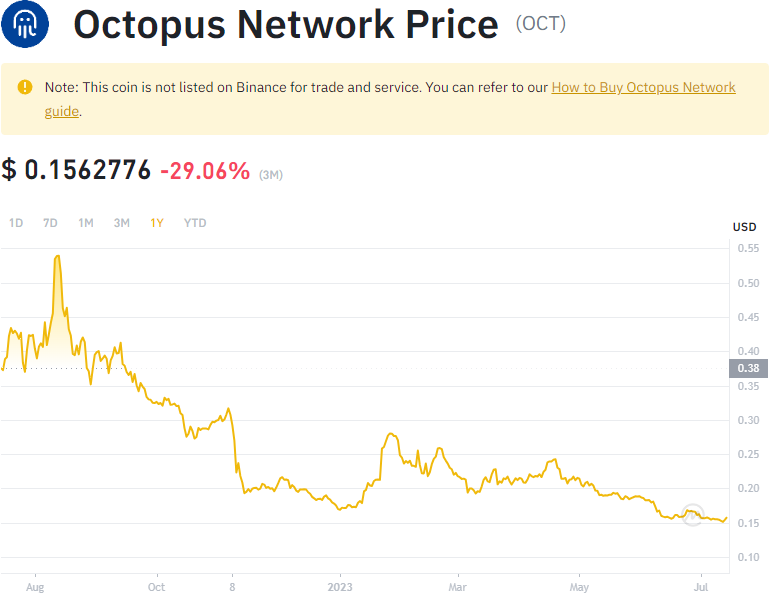 Octopus Network Price (OCT)
Note: This coin is not listed on Binance for trade and service. You can refer to our How to Buy Octopus Network
guide.
$ 0.1562776 -29.06% (3M)
1D 7D 1M 3M 1Y YTD
USD
0.55
0.50
0.45
0.40
0.38
0.35
0.30
0.25
0.20
0.15
0.10
Aug Oct 8 2023 Mar May Jul